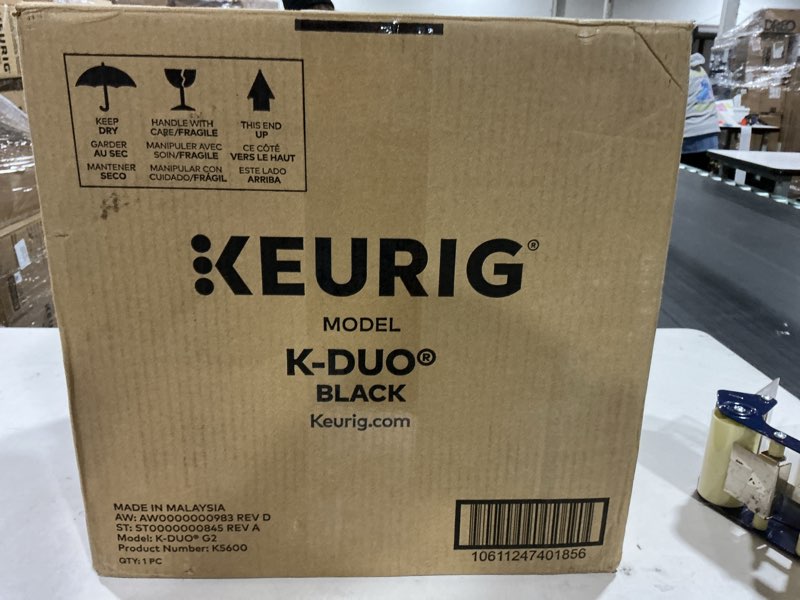 KEEP
DRY
GARDER
AU SEC
MANTENER
SECO
HANDLE WITH
CARE/FRAGILE
MANIPULER AVEC
SOIN/FRAGILE
MANIPULAR CON
CUIDADO/FRÁGIL
THIS END
UP
CE CÔTÉ
VERS LE HAUT
ESTE LADO
ARRIBA
KEURIG®
MODEL
K-DUO®
BLACK
Keurig.com
MADE IN MALAYSIA
AW: AW0000000983 REV D
ST: ST0000000845 REV A
Model: K-DUO® G2
Product Number: K5600
QTY: 1 PC
10611247401856